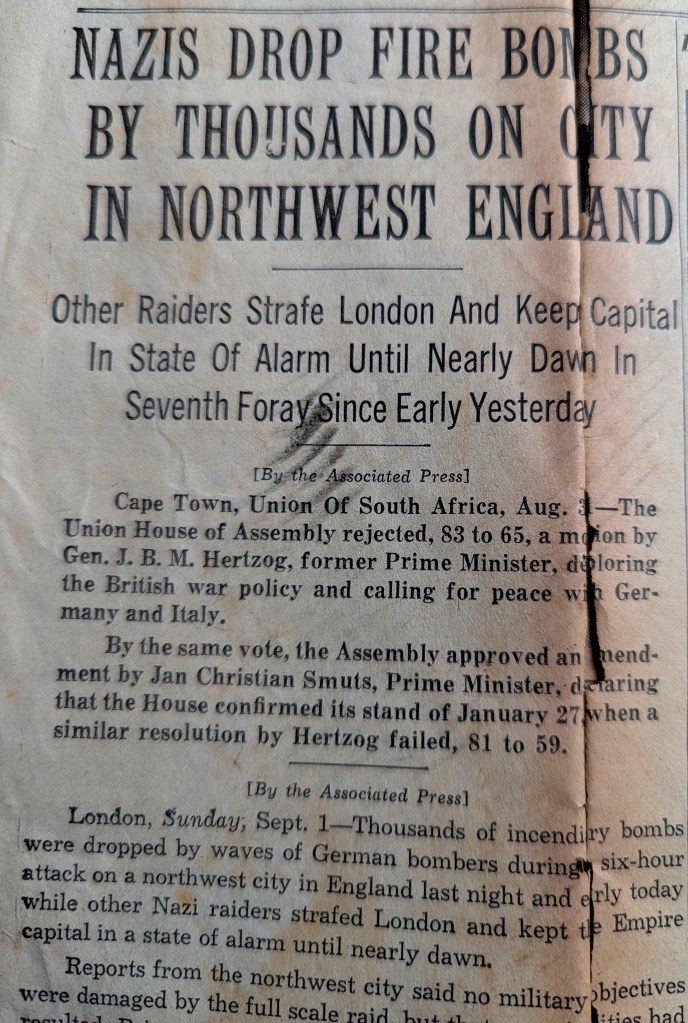 NAZIS DROP FIRE BOMBS
BY THOUSANDS ON CITY
IN NORTHWEST ENGLAND
Other Raiders Strafe London And Keep Capital
In State Of Alarm Until Nearly Dawn In
Seventh Foray Since Early Yesterday
[By the Associated Press]
Cape Town, Union Of South Africa, Aug. 31—The
Union House of Assembly rejected, 83 to 65, a motion by
Gen. J. B. M. Hertzog, former Prime Minister, deploring
the British war policy and calling for peace with Ger-
many and Italy.
By the same vote, the Assembly approved an amend-
ment by Jan Christian Smuts, Prime Minister, declaring
that the House confirmed its stand of January 27, when a
similar resolution by Hertzog failed, 81 to 59.
[By the Associated Press]
London, Sunday, Sept. 1—Thousands of incendiary bombs
were dropped by waves of German bombers during six-hour
attack on a northwest city in England last night and early today
while other Nazi raiders strafed London and kept the Empire
capital in a state of alarm until nearly dawn.
Reports from the northwest city said no military objectives
were damaged by the full scale raid, but
had